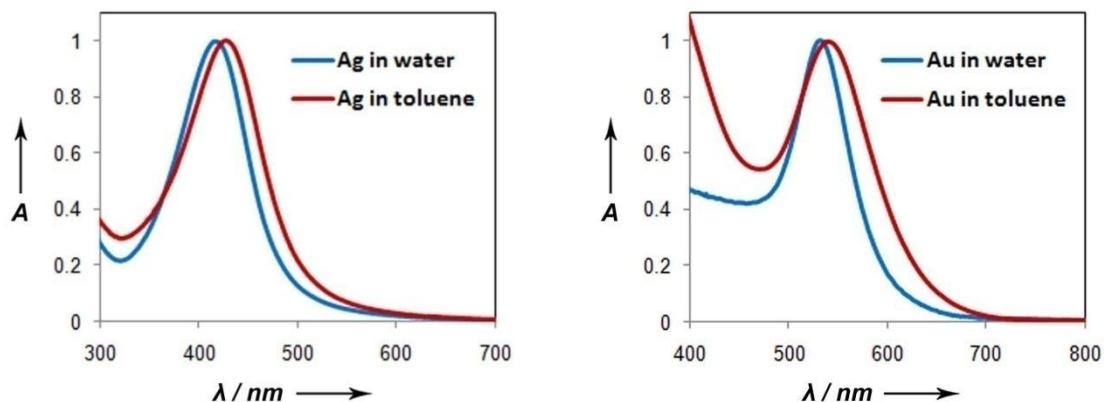 1
0.8
0.6
0.4
0.2
0
A
Ag in water
Ag in toluene
300 400 500 600 700
λ / nm
1
0.8
0.6
0.4
0.2
0
A
Au in water
Au in toluene
400 500 600 700 800
λ / nm